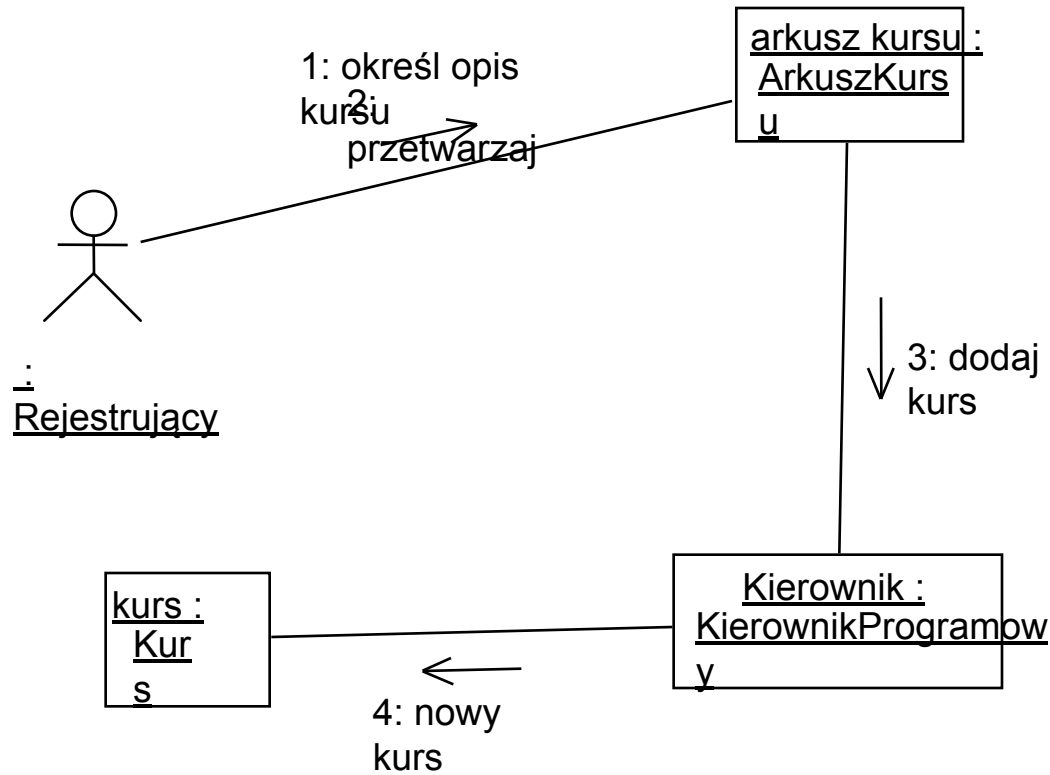 arkusz kursu :
ArkuszKurs
u
1: określ opis
kursu
2:
przetwarzaj
:
Rejestrujący
3: dodaj
kurs
Kierownik :
KierownikProgramow
y
kurs :
Kur
s
4: nowy
kurs